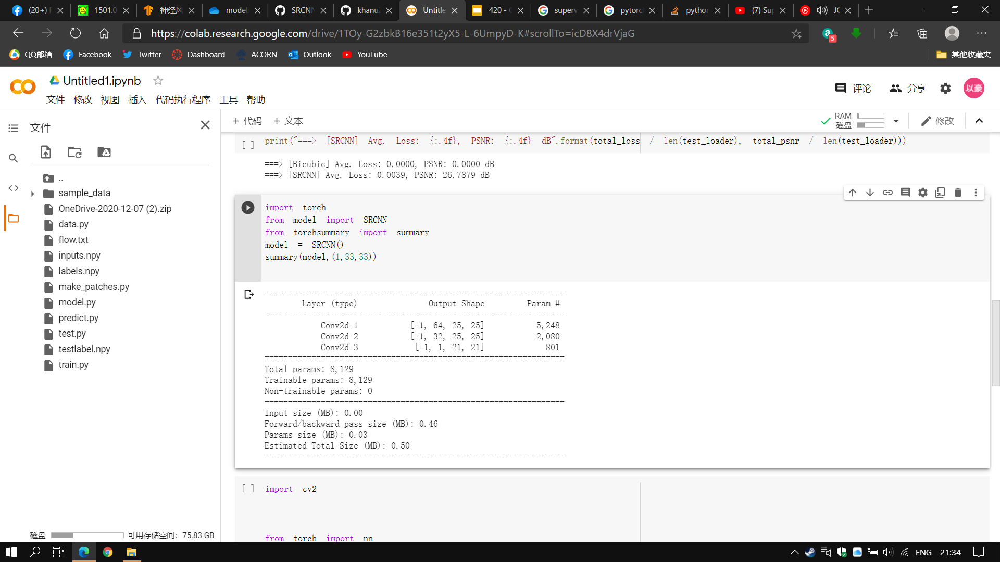 (20+) F
1501.0
神经风
model
SRCNN
khanu
Untitle
420 - C
superv
pytorc
python
(7) Sup
JC
https://colab.research.google.com/drive/1TOy-G2zbkB16e351t2yX5-L-6UmpyD-K#scrollTo=icD8X4drVjaG
5
QQ邮箱
Facebook
Twitter
Dashboard
ACORN
Outlook
YouTube
其他收藏夹
Untitled1.ipynb
文件 修改 视图 插入 代码执行程序 工具 帮助
评论
分享
以豪
文件
+ 代码 + 文本
RAM
磁盘
修改
..
sample_data
OneDrive-2020-12-07 (2).zip
data.py
flow.txt
inputs.npy
labels.npy
make_patches.py
model.py
predict.py
test.py
testlabel.npy
train.py
磁盘 可用存储空间: 75.83 GB
[ ] print("===> [SRCNN] Avg. Loss: {:.4f}, PSNR: {:.4f} dB".format(total_loss / len(test_loader), total_psnr / len(test_loader)))
===> [Bicubic] Avg. Loss: 0.0000, PSNR: 0.0000 dB
===> [SRCNN] Avg. Loss: 0.0039, PSNR: 26.7879 dB
import torch
from model import SRCNN
from torchsummary import summary
model = SRCNN()
summary(model,(1,33,33))
----------------------------------------------------------------
Layer (type) Output Shape Param #
================================================================
Conv2d-1 [-1, 64, 25, 25] 5,248
Conv2d-2 [-1, 32, 25, 25] 2,080
Conv2d-3 [-1, 1, 21, 21] 801
================================================================
Total params: 8,129
Trainable params: 8,129
Non-trainable params: 0
----------------------------------------------------------------
Input size (MB): 0.00
Forward/backward pass size (MB): 0.46
Params size (MB): 0.03
Estimated Total Size (MB): 0.50
----------------------------------------------------------------
[ ] import cv2
from torch import nn
ENG
21:34